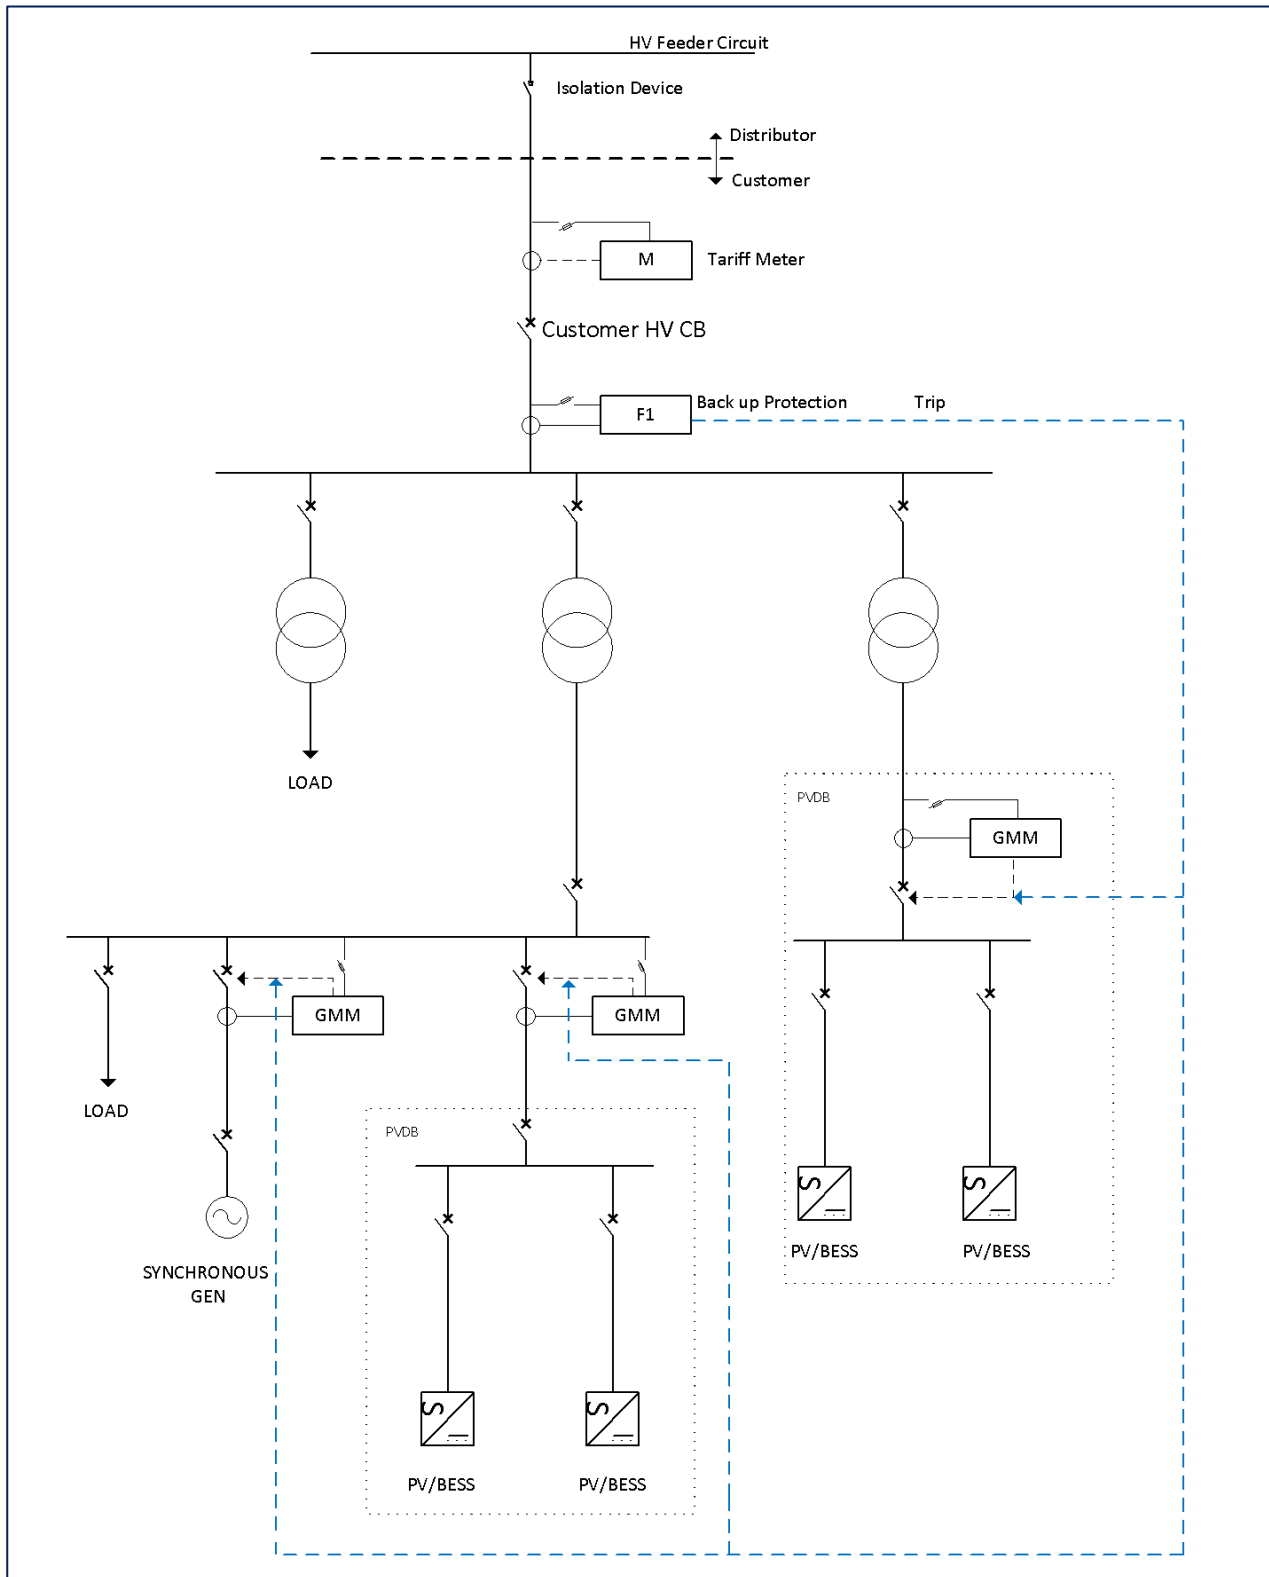 HV Feeder Circuit
Isolation Device
Distributor
Customer
M
Tariff Meter
Customer HV CB
F1
Back up Protection
Trip
LOAD
PVDB
GMM
GMM
GMM
LOAD
PVDB
SYNCHRONOUS
GEN
PV/BESS
PV/BESS
PV/BESS
PV/BESS